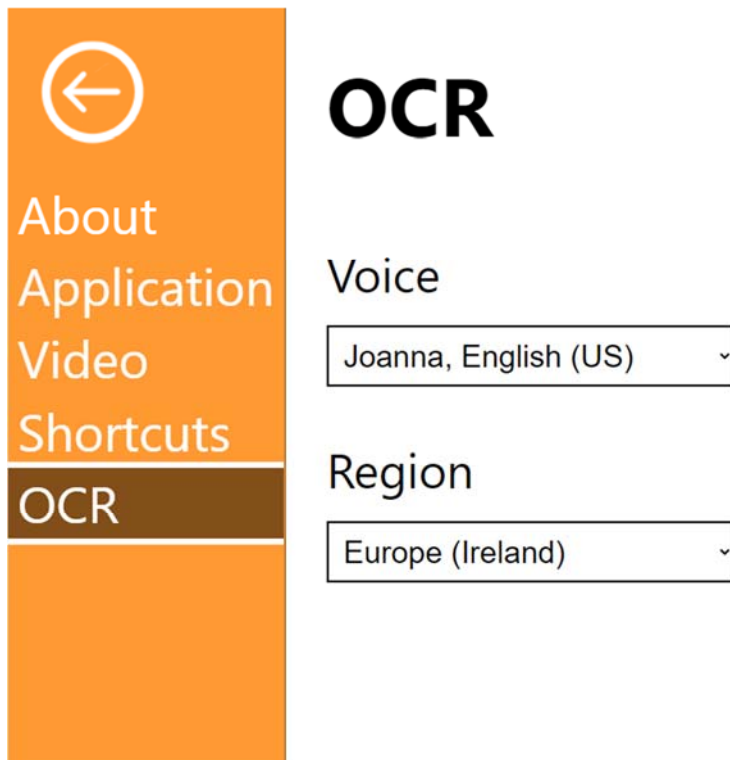 About
Application
Video
Shortcuts
OCR
OCR
Voice
Joanna, English (US)
Region
Europe (Ireland)